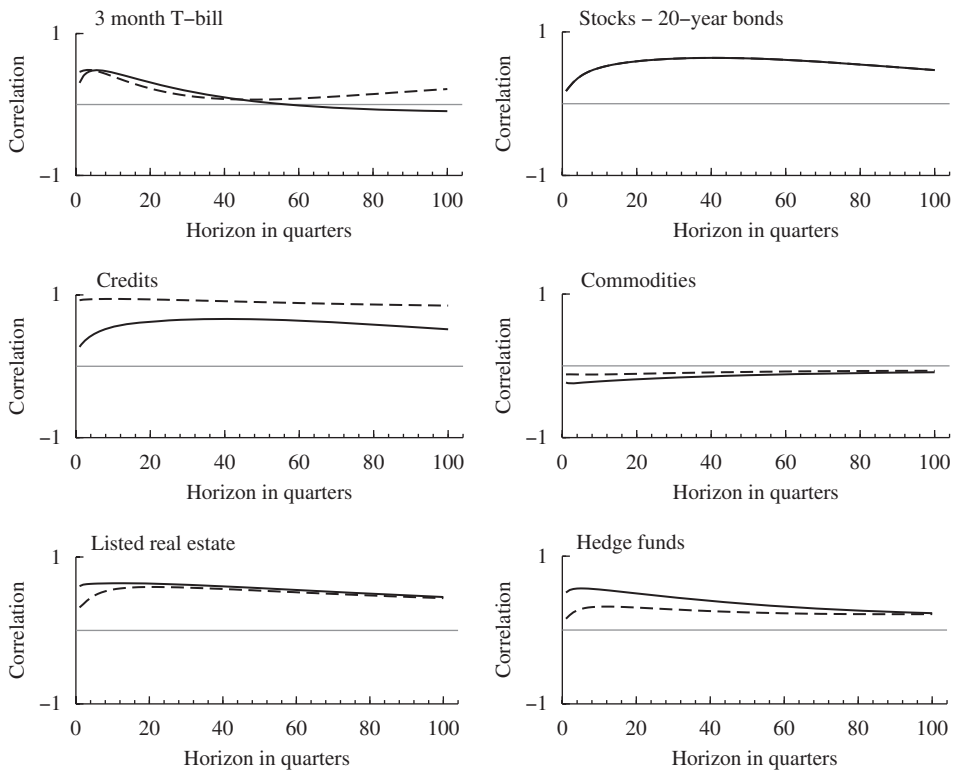 3 month T−bill
1
Correlation
−1
0 20 40 60 80 100
Horizon in quarters
Stocks − 20−year bonds
1
Correlation
−1
0 20 40 60 80 100
Horizon in quarters
Credits
1
Correlation
−1
0 20 40 60 80 100
Horizon in quarters
Commodities
1
Correlation
−1
0 20 40 60 80 100
Horizon in quarters
Listed real estate
1
Correlation
−1
0 20 40 60 80 100
Horizon in quarters
Hedge funds
1
Correlation
−1
0 20 40 60 80 100
Horizon in quarters